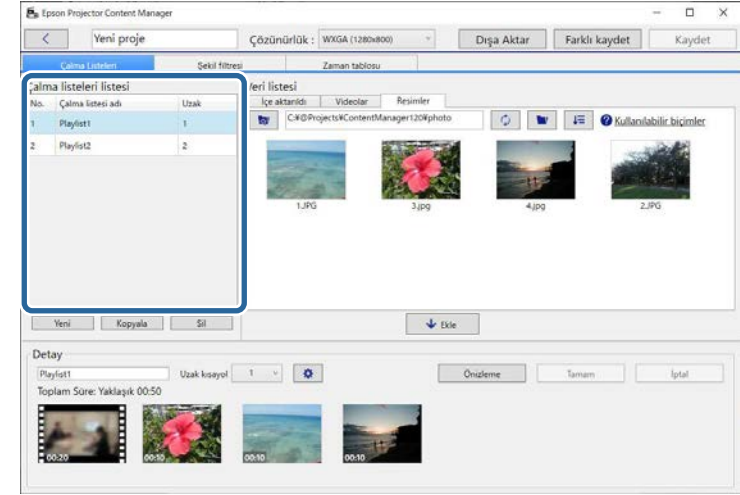 Epson Projector Content Manager
Yeni proje
Çözünürlük :
WXGA (1280x800)
Dışa Aktar
Farklı kaydet
Kaydet
Çalma Listeleri
Şekil filtresi
Zaman tablosu
Çalma listeleri listesi
No.
Çalma listesi adı
Uzak
1
Playlist1
1
2
Playlist2
2
Yeni
Kopyala
Sil
Veri listesi
İçe aktarıldı
Videolar
Resimler
C:¥@Projects¥ContentManager120¥photo
Kullanılabilir biçimler
1.JPG
3.jpg
4.jpg
2.JPG
Ekle
Detay
Playlist1
Uzak kısayol
1
Önizleme
Tamam
İptal
Toplam Süre: Yaklaşık 00:50
00:20
00:10
00:10
00:10